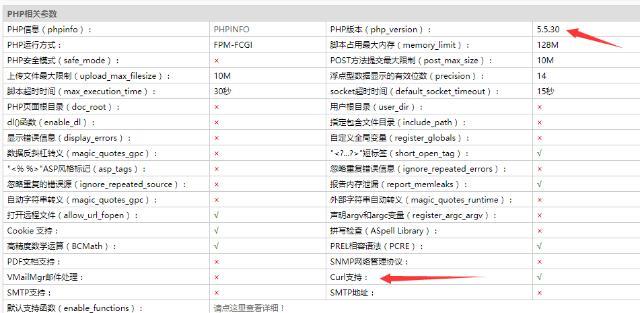 PHP相关参数
PHP信息（phpinfo）： PHPINFO PHP版本（php_version）： 5.5.30
PHP运行方式： FPM-FCGI 脚本占用最大内存（memory_limit）： 128M
PHP安全模式（safe_mode）： × POST方法提交最大限制（post_max_size）： 10M
上传文件最大限制（upload_max_filesize）： 10M 浮点型数据显示的有效位数（precision）： 14
脚本超时时间（max_execution_time）： 30秒 socket超时时间（default_socket_timeout）： 15秒
PHP页面根目录（doc_root）： × 用户根目录（user_dir）： ×
dl()函数（enable_dl）： × 指定包含文件目录（include_path）： ×
显示错误信息（display_errors）： × 自定义全局变量（register_globals）： ×
数据反斜杠转义（magic_quotes_gpc）： × "<?...?>"短标签（short_open_tag）： √
"<% %>"ASP风格标记（asp_tags）： × 忽略重复错误信息（ignore_repeated_errors）： ×
忽略重复的错误源（ignore_repeated_source）： × 报告内存泄漏（report_memleaks）： √
自动字符串转义（magic_quotes_gpc）： × 外部字符串自动转义（magic_quotes_runtime）： ×
打开远程文件（allow_url_fopen）： √ 声明argv和argc变量（register_argc_argv）： ×
Cookie 支持： √ 拼写检查（ASpell Library）： ×
高精度数学运算（BCMath）： √ PREL相容语法（PCRE）： √
PDF文档支持： × SNMP网络管理协议： ×
VMailMgr邮件处理： × Curl支持： √
SMTP支持： × SMTP地址： ×
默认支持函数（enable_functions）： 请点这里查看详细！